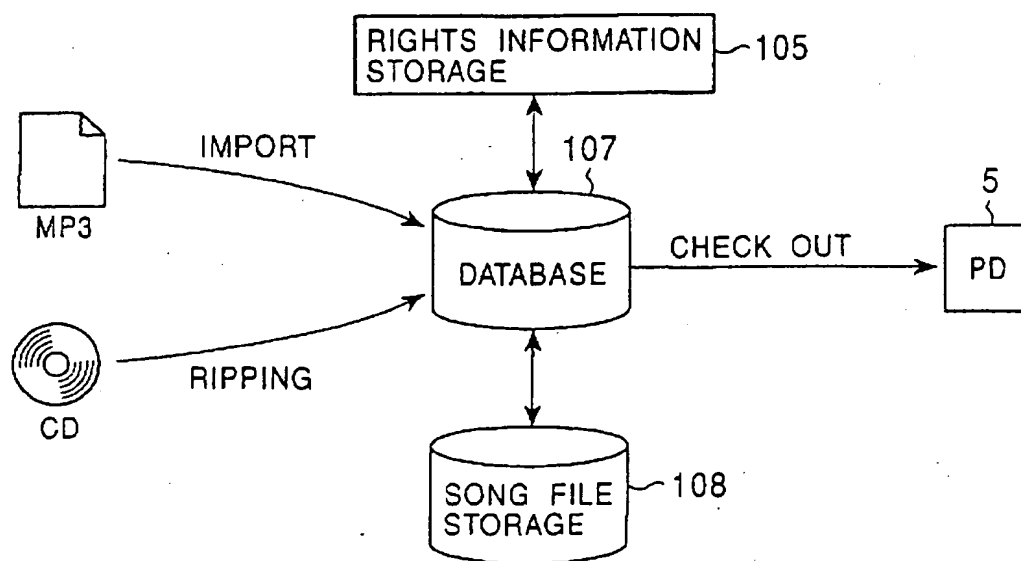 RIGHTS INFORMATION
STORAGE
105
IMPORT
107
MP3
5
DATABASE
CHECK OUT
PD
RIPPING
CD
SONG FILE
STORAGE
108